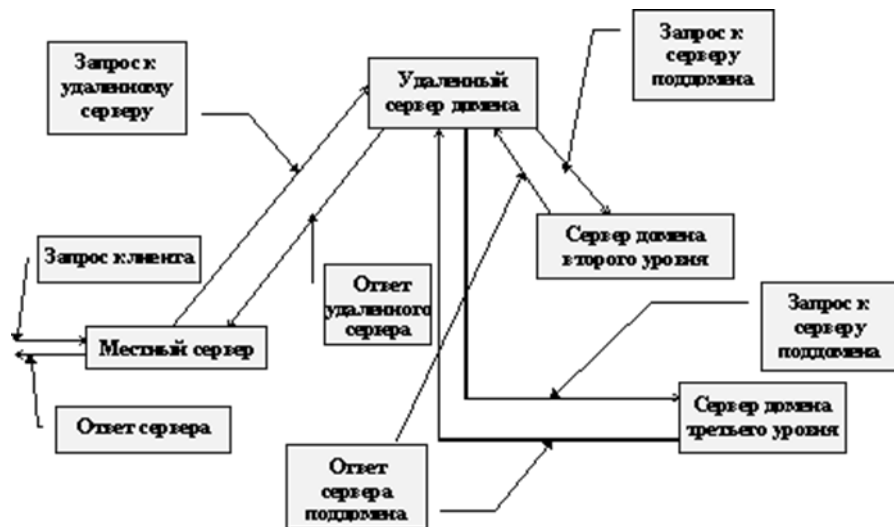 Запрос к
удаленному
серверу
Удаленный
сервер домена
Запрос к
серверу
поддомена
Запрос клиента
Сервер домена
второго уровня
Ответ
удаленного
сервера
Запрос к
серверу
поддомена
Местный сервер
Ответ сервера
Сервер домена
третьего уровня
Ответ
сервера
поддомена